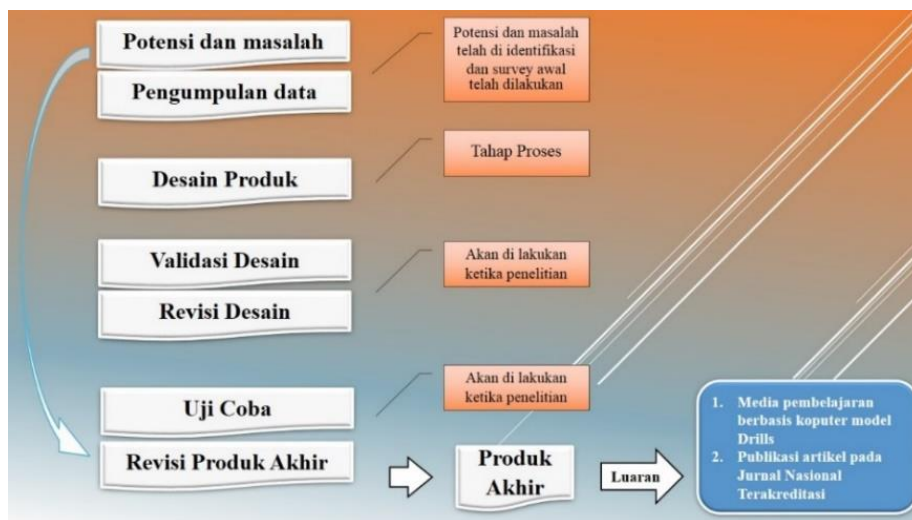 Potensi dan masalah
Pengumpulan data
Potensi dan masalah
telah di identifikasi
dan survey awal
telah dilakukan
Desain Produk
Tahap Proses
Validasi Desain
Revisi Desain
Akan di lakukan
ketika penelitian
Uji Coba
Revisi Produk Akhir
Akan di lakukan
ketika penelitian
Produk
Akhir
Luaran
1. Media pembelajaran
berbasis koputer model
Drills
2. Publikasi artikel pada
Jurnal Nasional
Terakreditasi